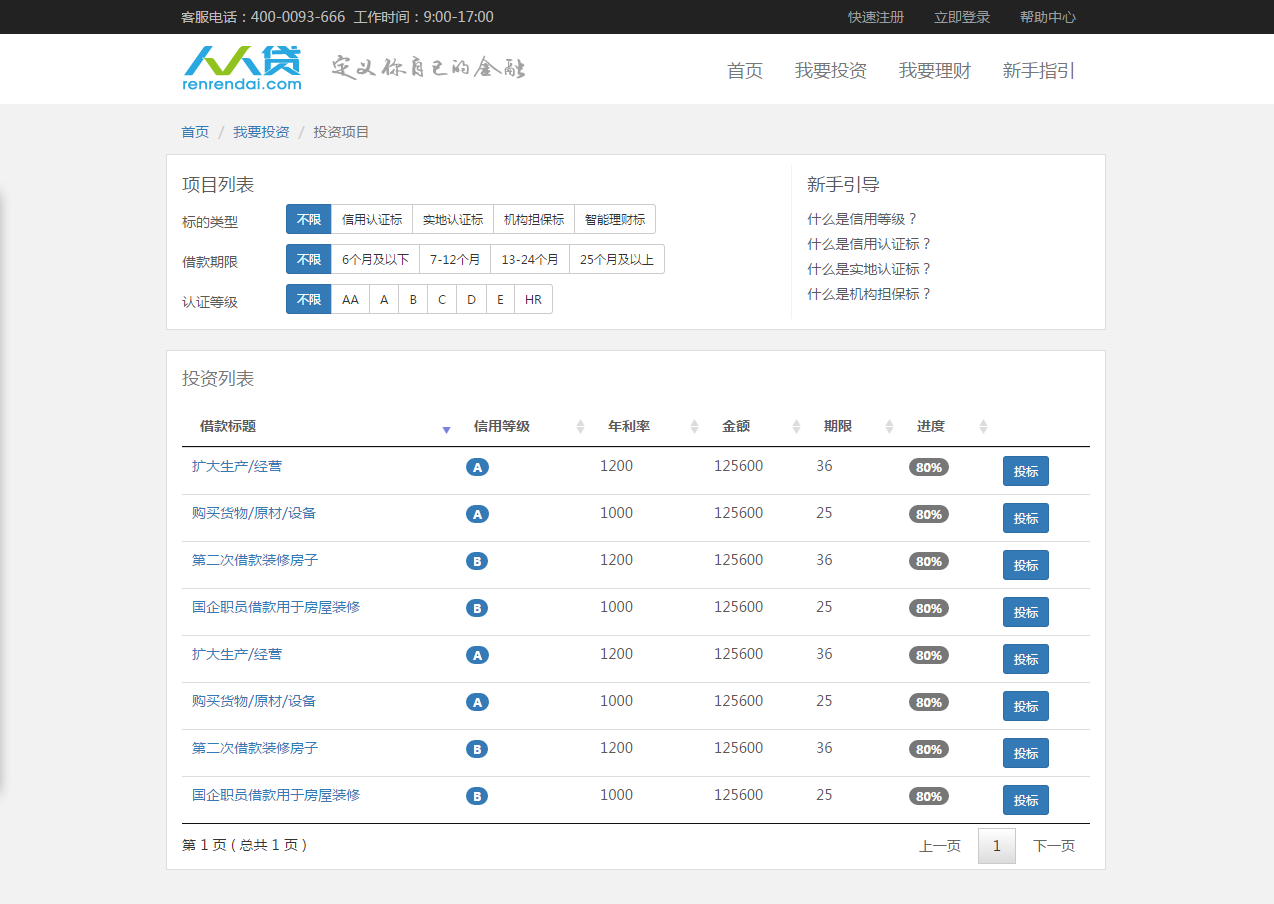 客服电话：400-0093-666 工作时间：9:00-17:00 快速注册 立即登录 帮助中心
人人贷 renrendai.com 定义你自己的金融 首页 我要投资 我要理财 新手指引
首页 / 我要投资 / 投资项目
项目列表
标的类型 不限 信用认证标 实地认证标 机构担保标 智能理财标
借款期限 不限 6个月及以下 7-12个月 13-24个月 25个月及以上
认证等级 不限 AA A B C D E HR
新手引导
什么是信用等级？
什么是信用认证标？
什么是实地认证标？
什么是机构担保标？
投资列表
借款标题 信用等级 年利率 金额 期限 进度
扩大生产/经营 A 1200 125600 36 80% 投标
购买货物/原材/设备 A 1000 125600 25 80% 投标
第二次借款装修房子 B 1200 125600 36 80% 投标
国企职员借款用于房屋装修 B 1000 125600 25 80% 投标
扩大生产/经营 A 1200 125600 36 80% 投标
购买货物/原材/设备 A 1000 125600 25 80% 投标
第二次借款装修房子 B 1200 125600 36 80% 投标
国企职员借款用于房屋装修 B 1000 125600 25 80% 投标
第 1 页 ( 总共 1 页 ) 上一页 1 下一页